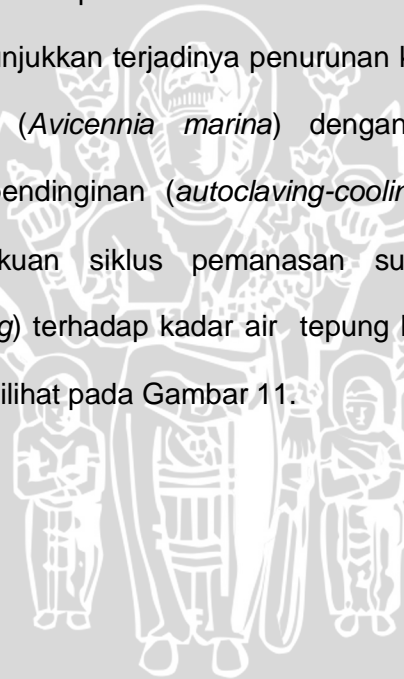 unjukkan terjadinya penurunan k
(Avicennia marina) dengan
pendinginan (autoclaving-coolin
kuan siklus pemanasan su
g) terhadap kadar air tepung
ilihat pada Gambar 11.